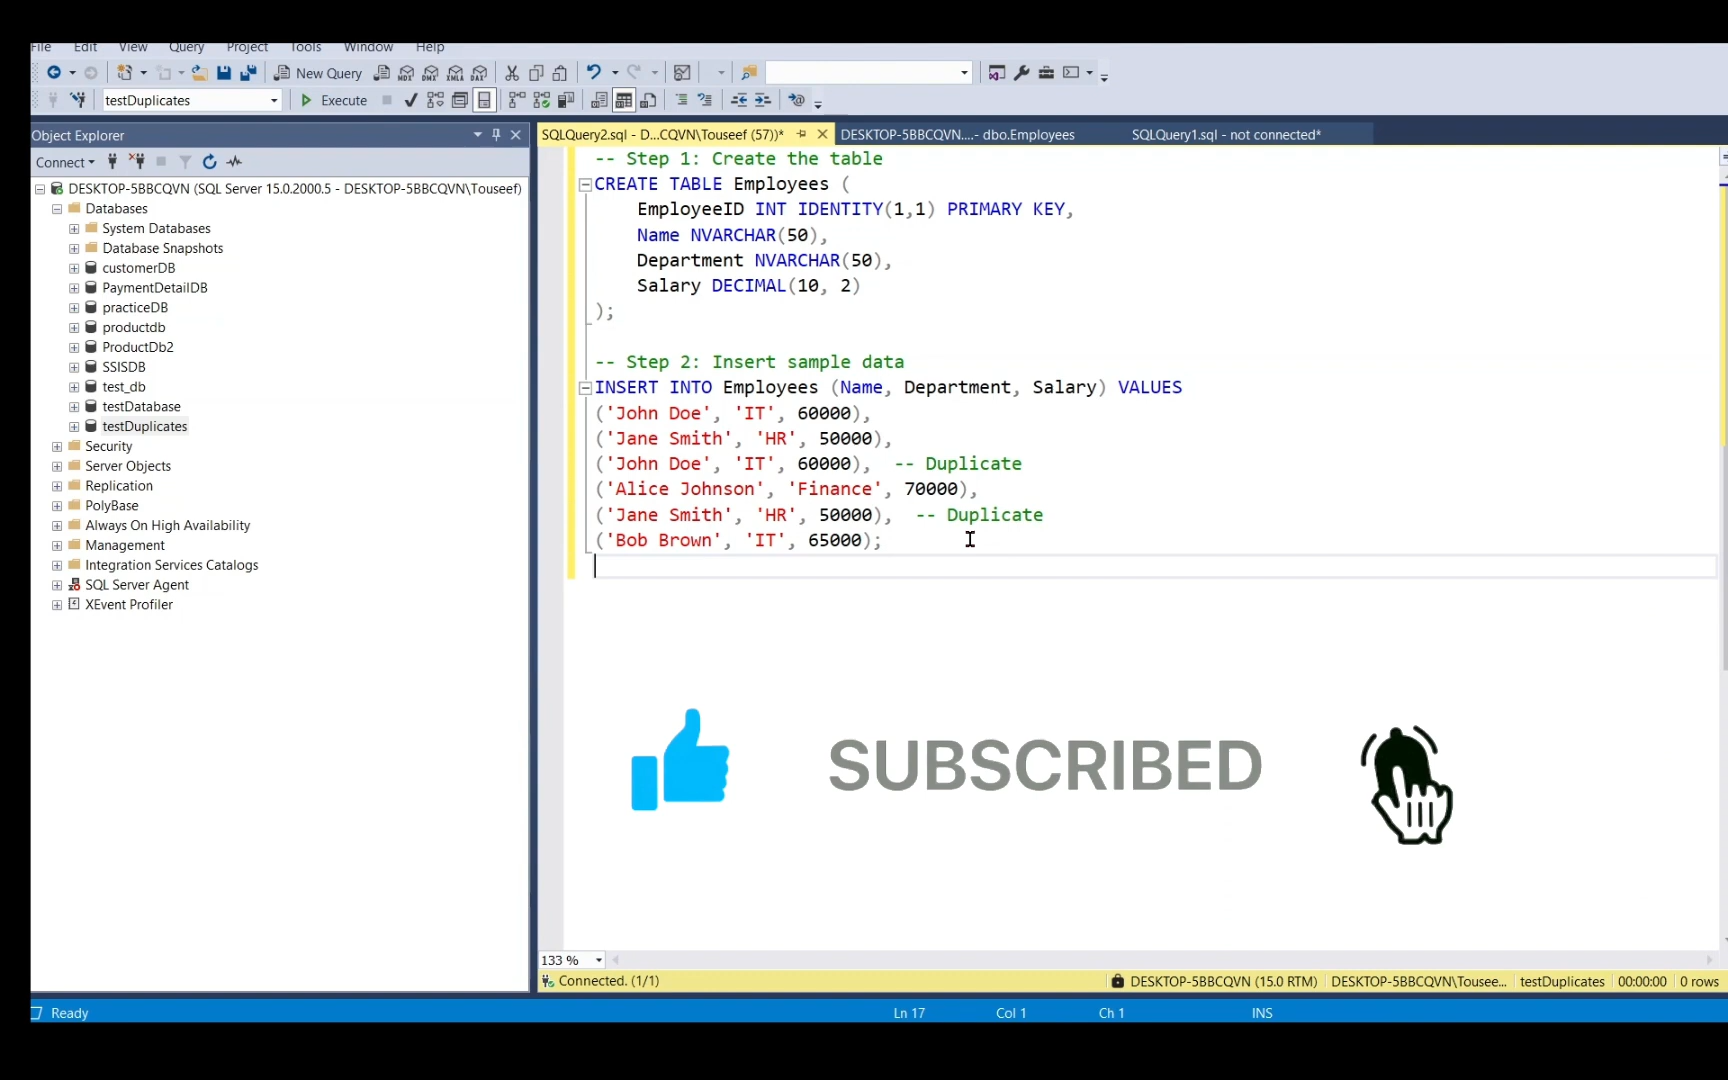 File Edit View Query Project Tools Window Help
New Query MDX DMX XMLA DAX
testDuplicates Execute
Object Explorer
Connect
DESKTOP-5BBCQVN (SQL Server 15.0.2000.5 - DESKTOP-5BBCQVN\Touseef)
Databases
System Databases
Database Snapshots
customerDB
PaymentDetailDB
practiceDB
productdb
ProductDb2
SSISDB
test_db
testDatabase
testDuplicates
Security
Server Objects
Replication
PolyBase
Always On High Availability
Management
Integration Services Catalogs
SQL Server Agent
XEvent Profiler
SQLQuery2.sql - D...CQVN\Touseef (57))* DESKTOP-5BBCQVN....- dbo.Employees SQLQuery1.sql - not connected*
-- Step 1: Create the table
CREATE TABLE Employees (
EmployeeID INT IDENTITY(1,1) PRIMARY KEY,
Name NVARCHAR(50),
Department NVARCHAR(50),
Salary DECIMAL(10, 2)
);
-- Step 2: Insert sample data
INSERT INTO Employees (Name, Department, Salary) VALUES
('John Doe', 'IT', 60000),
('Jane Smith', 'HR', 50000),
('John Doe', 'IT', 60000), -- Duplicate
('Alice Johnson', 'Finance', 70000),
('Jane Smith', 'HR', 50000), -- Duplicate
('Bob Brown', 'IT', 65000);
SUBSCRIBED
133 %
Connected. (1/1) DESKTOP-5BBCQVN (15.0 RTM) DESKTOP-5BBCQVN\Tousee... testDuplicates 00:00:00 0 rows
Ready Ln 17 Col 1 Ch 1 INS